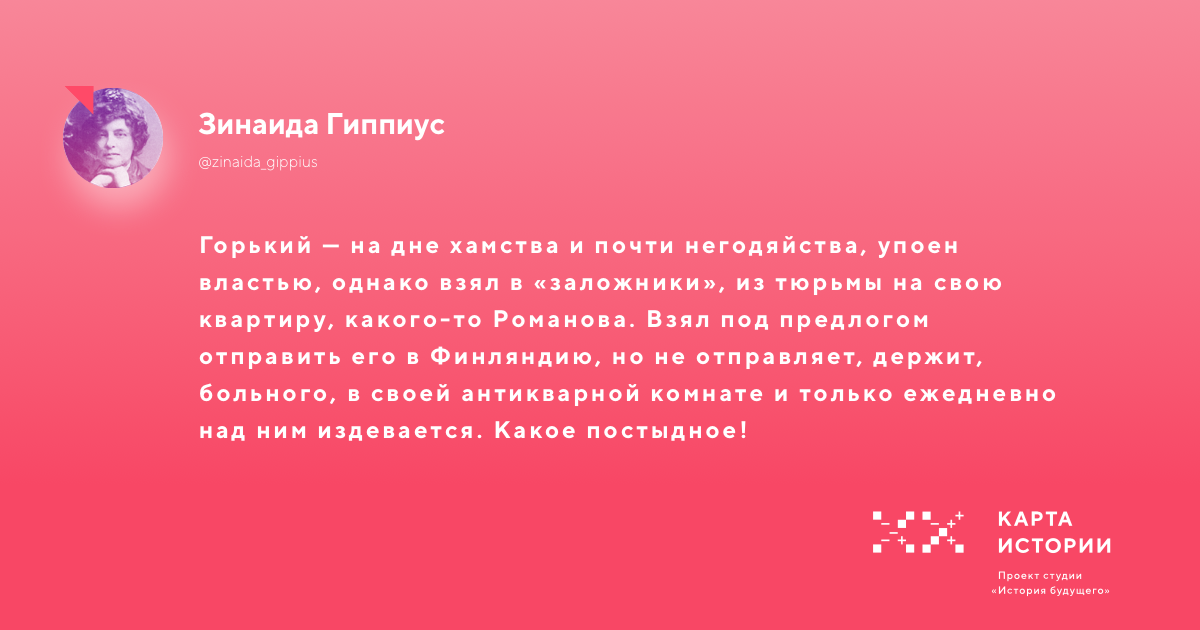 Зинаида Гиппиус
@zinaida_gippius
Горький — на дне хамства и почти негодяйства, упоен
властью, однако взял в «заложники», из тюрьмы на свою
квартиру, какого-то Романова. Взял под предлогом
отправить его в Финляндию, но не отправляет, держит,
больного, в своей антикварной комнате и только ежедневно
над ним издевается. Какое постыдное!
КАРТА
ИСТОРИИ
Проект студии
«История будущего»